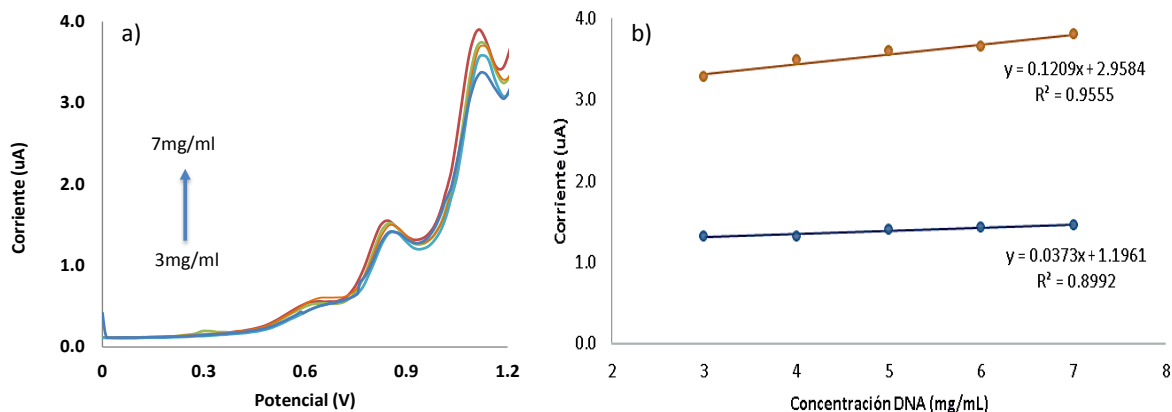 a)
4.0
3.0
2.0
1.0
0.0
Corriente (uA)
7mg/ml
3mg/ml
0
0.3
0.6
0.9
1.2
Potencial (V)
b)
4.0
3.0
2.0
1.0
0.0
Corriente (uA)
y = 0.1209x + 2.9584
R² = 0.9555
y = 0.0373x + 1.1961
R² = 0.8992
2
3
4
5
6
7
8
Concentración DNA (mg/mL)